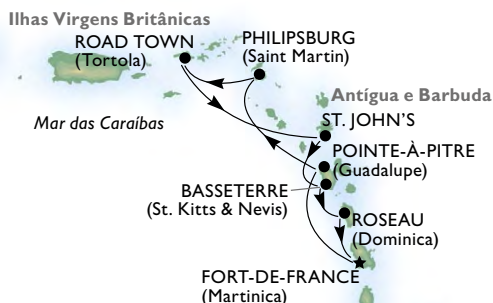 Ilhas Virgens Britânicas
ROAD TOWN
(Tortola)
PHILIPSBURG
(Saint Martin)
Antígua e Barbuda
Mar das Caraíbas
ST. JOHN'S
POINTE-À-PITRE
(Guadalupe)
BASSETERRE
(St. Kitts & Nevis)
ROSEAU
(Dominica)
FORT-DE-FRANCE
(Martinica)